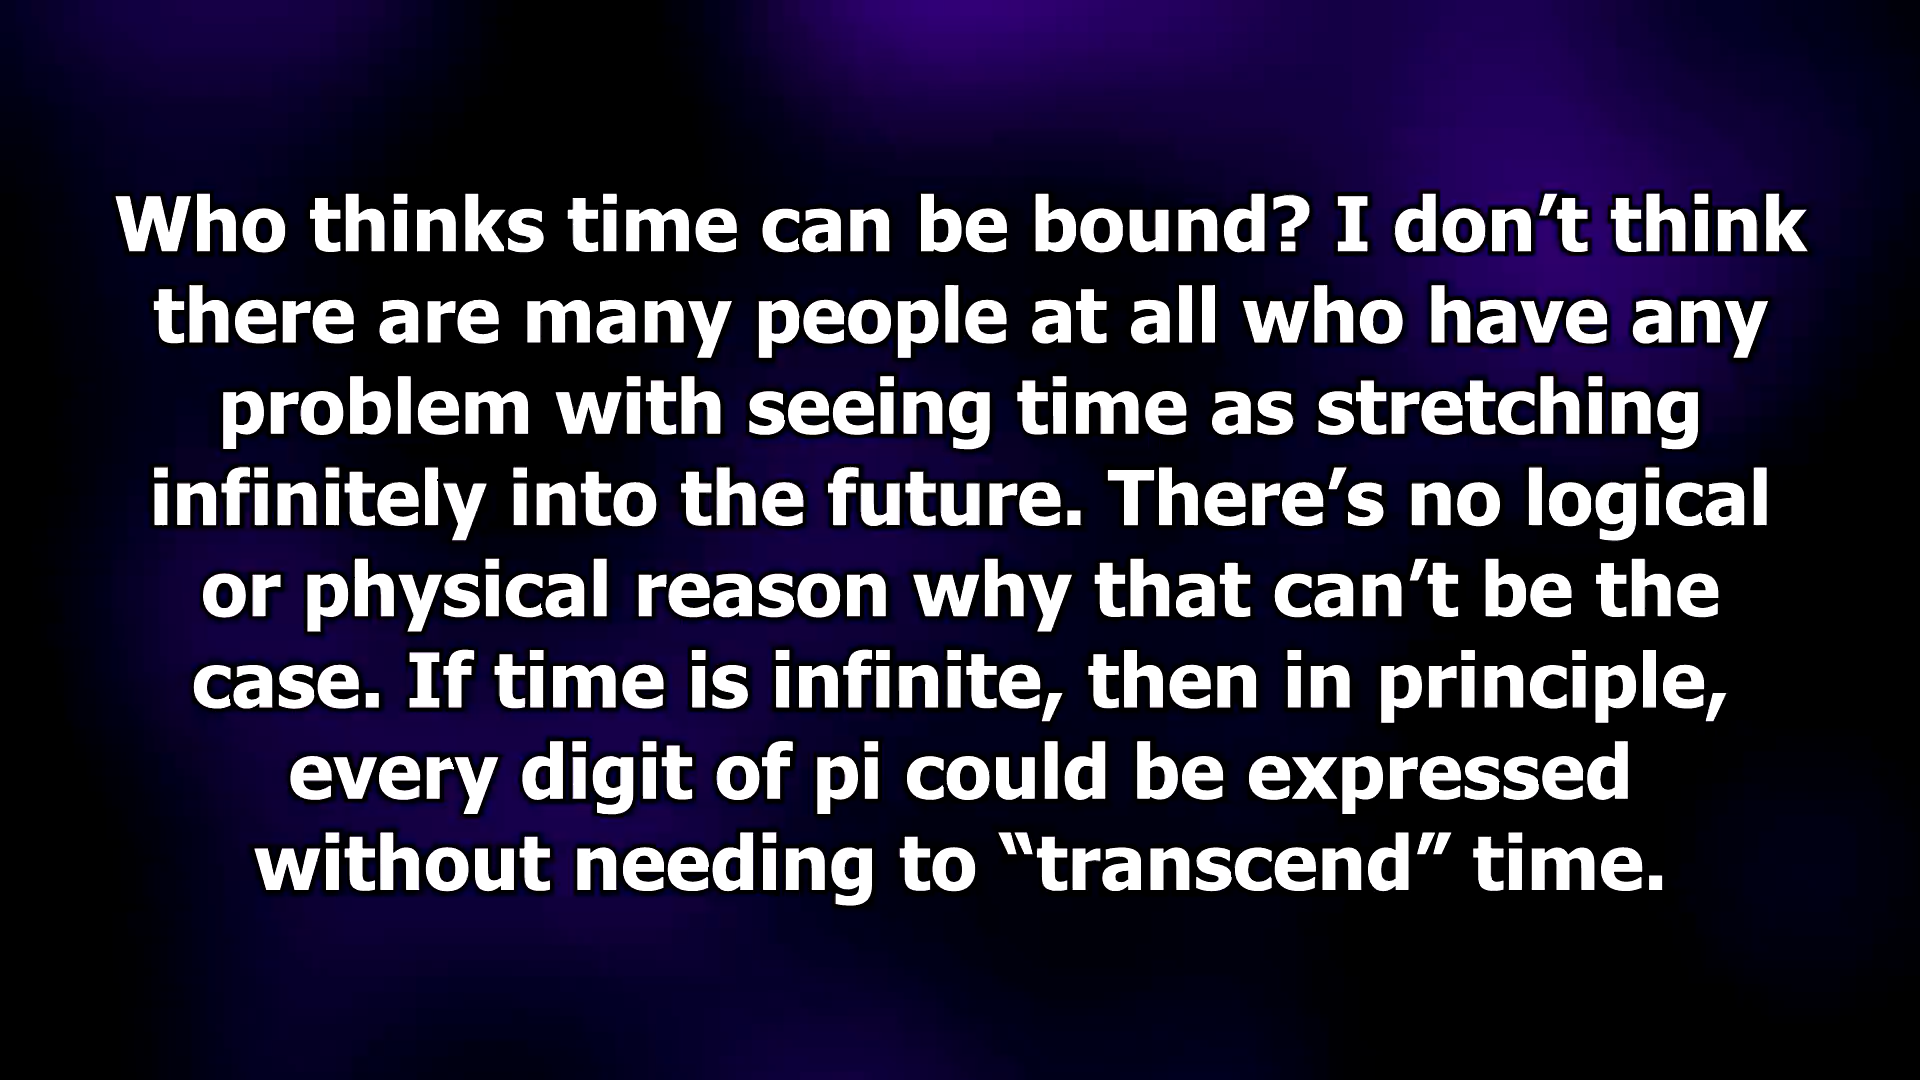 Who thinks time can be bound? I don’t think
there are many people at all who have any
problem with seeing time as stretching
infinitely into the future. There’s no logical
or physical reason why that can’t be the
case. If time is infinite, then in principle,
every digit of pi could be expressed
without needing to “transcend” time.